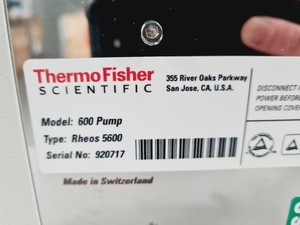 ThermoFisher
SCIENTIFIC
355 River Oaks Parkway
San Jose, CA, U.S.A.
DISCONNECT
POWER BEFORE
OPENING COVER
Model: 600 Pump
Type: Rheos 5600
Serial No: 920717
Made in Switzerland